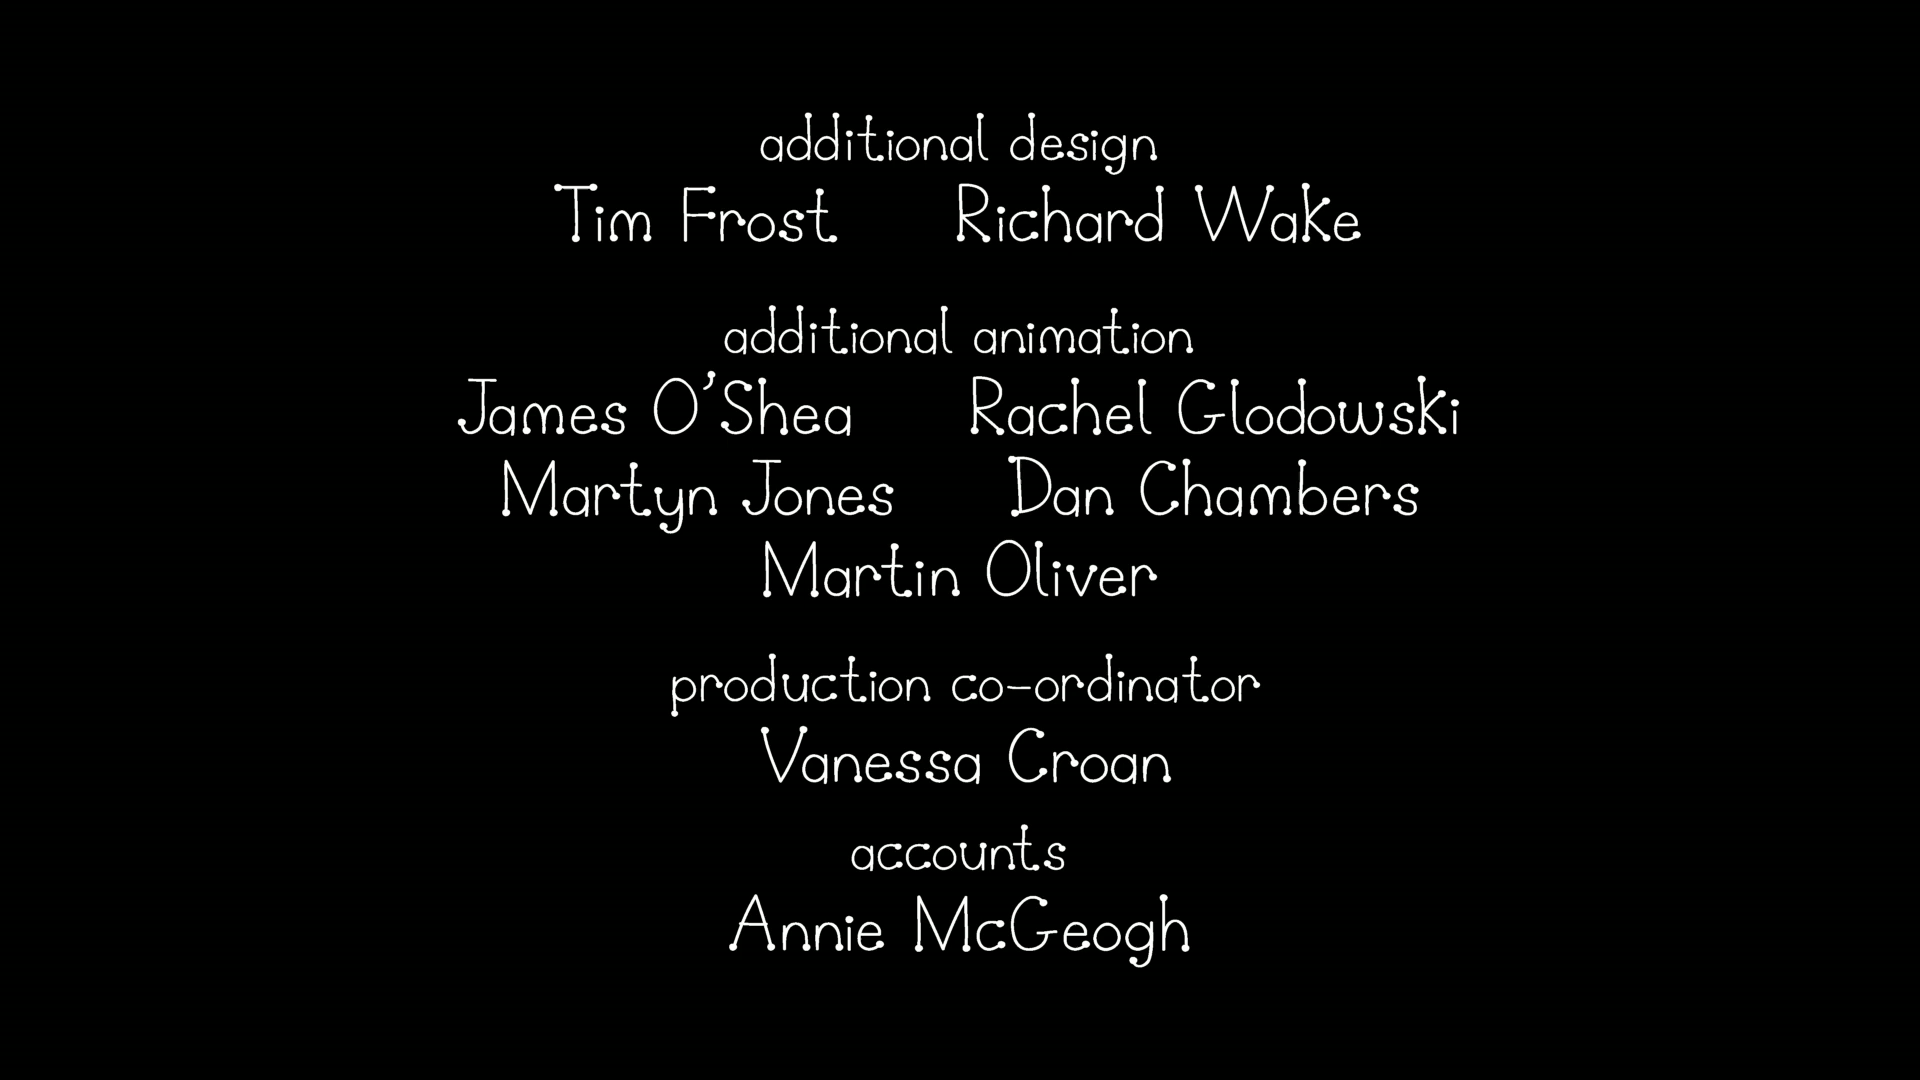 additional design
Tim Frost Richard Wake
additional animation
James O'Shea Rachel Glodowski
Martyn Jones Dan Chambers
Martin Oliver
production co-ordinator
Vanessa Croan
accounts
Annie McGeogh